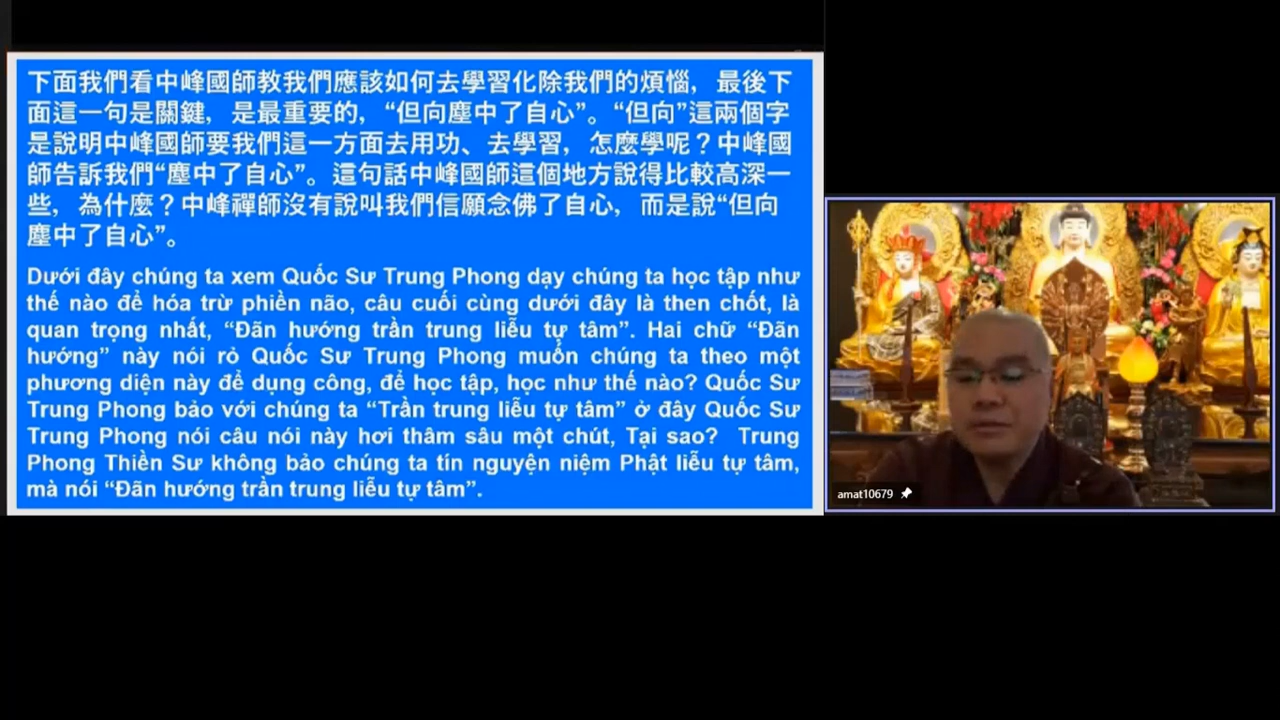 下面我們看中峰國師教我們應該如何去學習化除我們的煩惱，最後下
面這一句是關鍵，是最重要的，“但向塵中了自心”。“但向”這兩個字
是說明中峰國師要我們這一方面去用功、去學習，怎麼學呢？中峰國
師告訴我們“塵中了自心”。這句話中峰國師這個地方說得比較高深一
些，為什麼？中峰禪師沒有說叫我們信願念佛了自心，而是說“但向
塵中了自心”。
Dưới đây chúng ta xem Quốc Sư Trung Phong dạy chúng ta học tập như
thế nào để hóa trừ phiền não, câu cuối cùng dưới đây là then chốt, là
quan trọng nhất, “Đãn hướng trần trung liễu tự tâm”. Hai chữ “Đãn
hướng” này nói rỏ Quốc Sư Trung Phong muốn chúng ta theo một
phương diện này để dụng công, để học tập, học như thế nào? Quốc Sư
Trung Phong bảo với chúng ta “Trần trung liễu tự tâm” ở đây Quốc Sư
Trung Phong nói câu nói này hơi thâm sâu một chút, Tại sao? Trung
Phong Thiền Sư không bảo chúng ta tín nguyện niệm Phật liễu tự tâm,
mà nói “Đãn hướng trần trung liễu tự tâm”.
amat10679